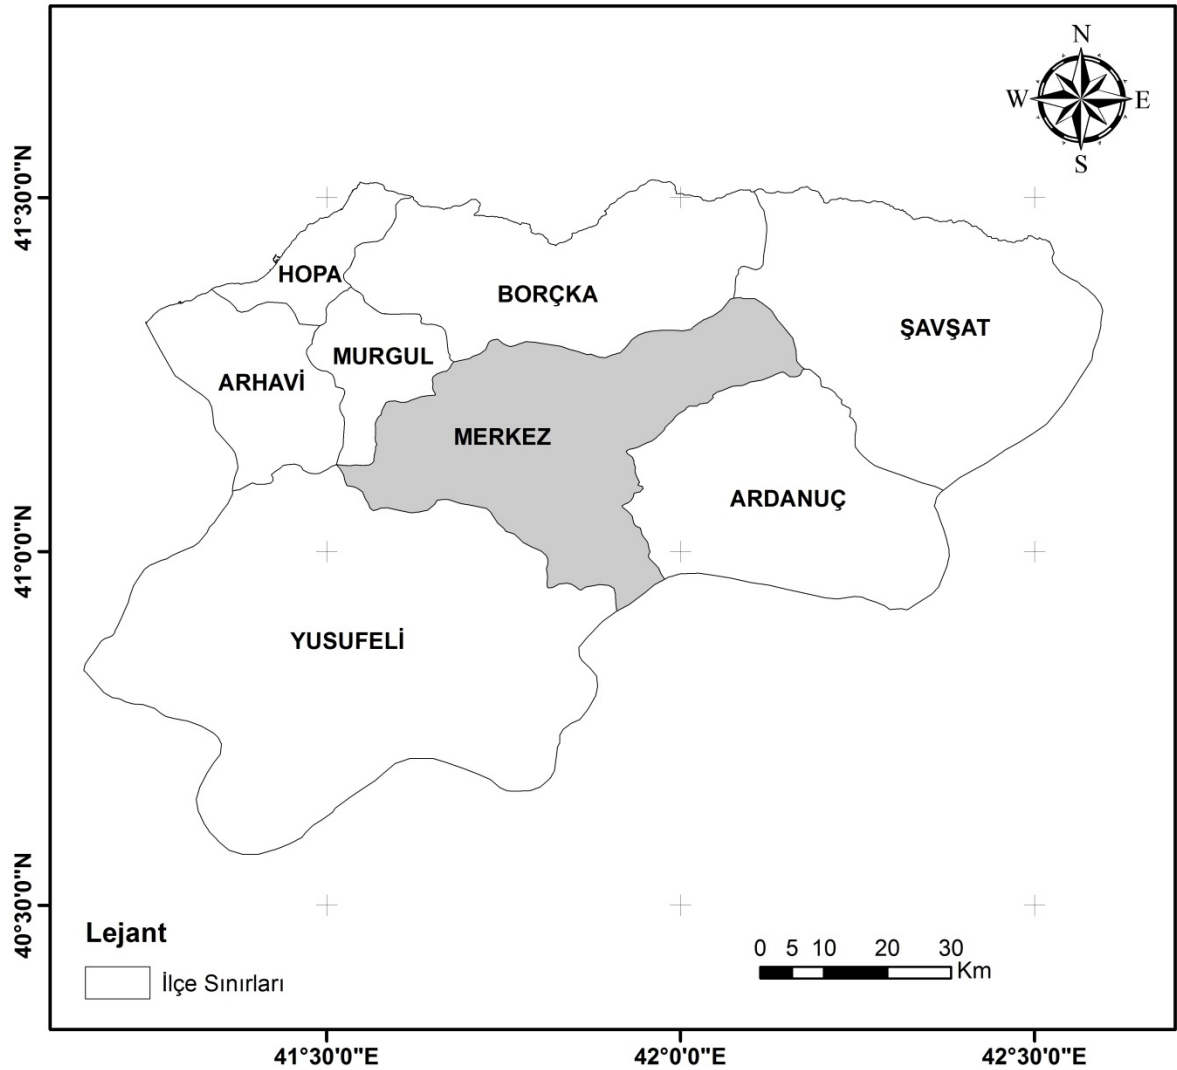 N
W
E
S
41°30'0"N
HOPA
BORÇKA
ŞAVŞAT
MURGUL
ARHAVİ
MERKEZ
ARDANUÇ
41°0'0"N
YUSUFELİ
40°30'0"N
Lejant
İlçe Sınırları
0 5 10 20 30
Km
41°30'0"E
42°0'0"E
42°30'0"E